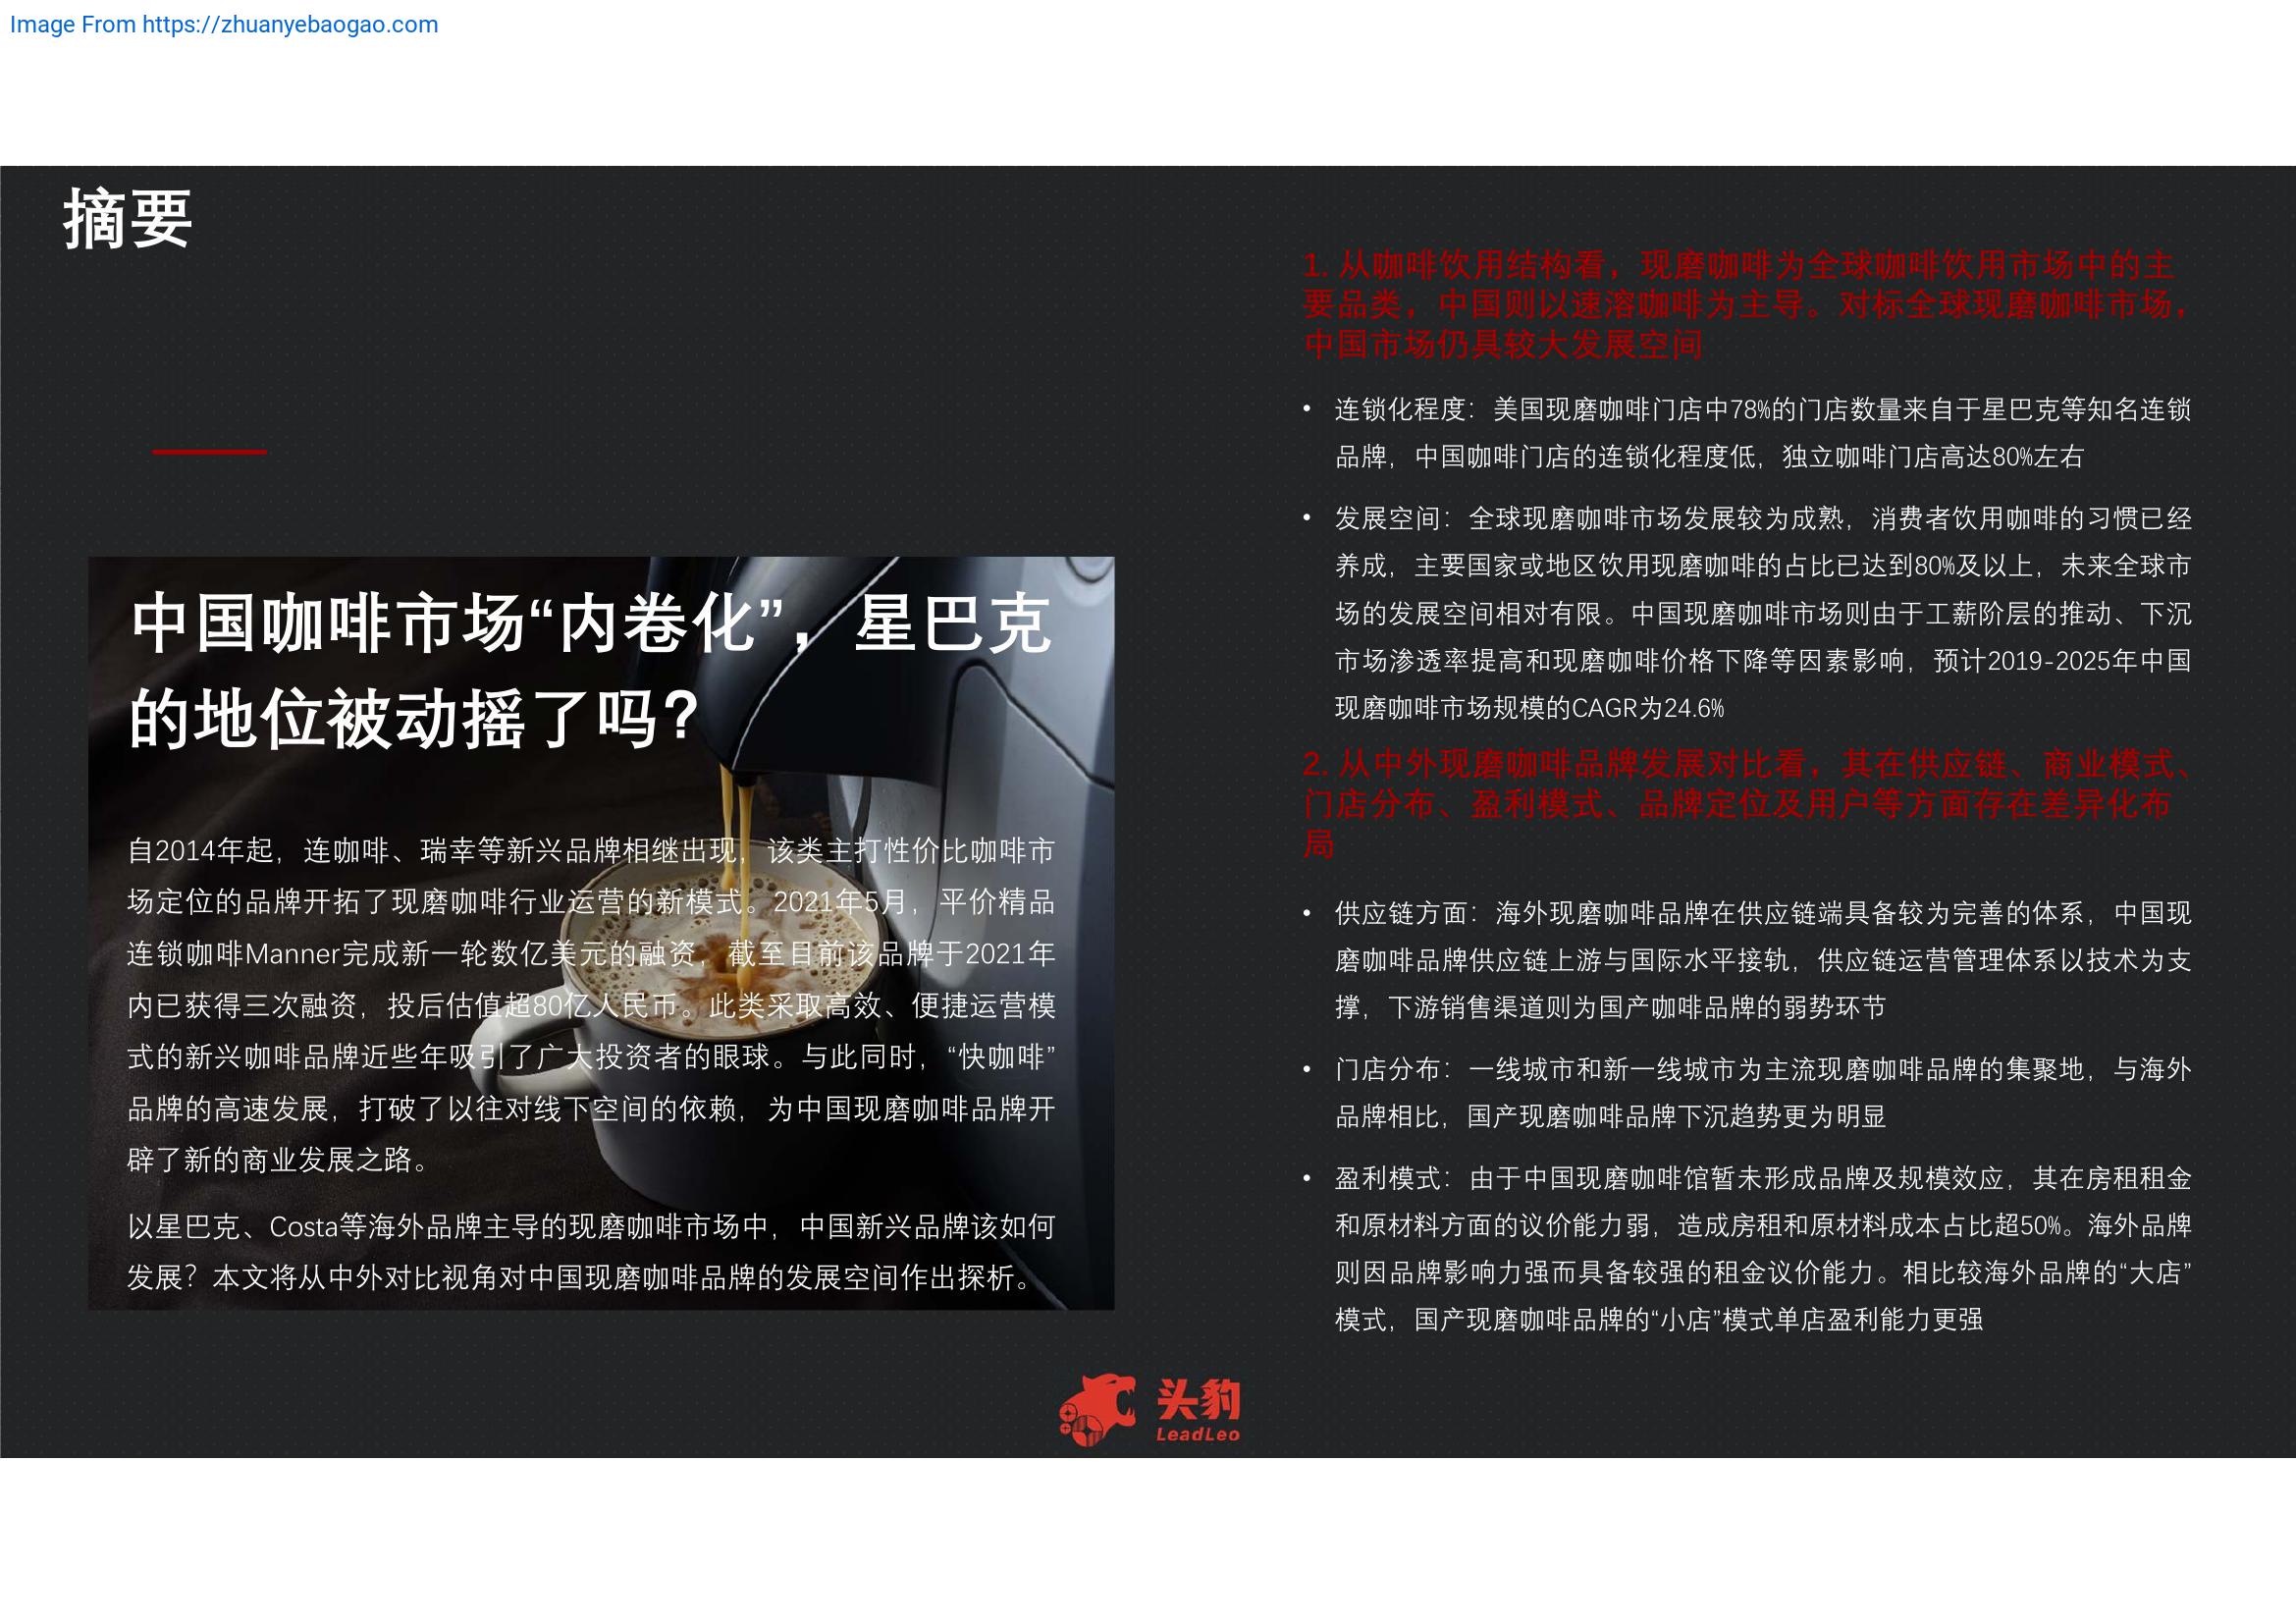 Image From https://zhuanyebaogao.com
摘要
中国咖啡市场“内卷化”，星巴克
的地位被动摇了吗？
自2014年起，连咖啡、瑞幸等新兴品牌相继出现，该类主打性价比咖啡市
场定位的品牌开拓了现磨咖啡行业运营的新模式。2021年5月，平价精品
连锁咖啡Manner完成新一轮数亿美元的融资，截至目前该品牌于2021年
内已获得三次融资，投后估值超80亿人民币。此类采取高效、便捷运营模
式的新兴咖啡品牌近些年吸引了广大投资者的眼球。与此同时，“快咖啡”
品牌的高速发展，打破了以往对线下空间的依赖，为中国现磨咖啡品牌开
辟了新的商业发展之路。
以星巴克、Costa等海外品牌主导的现磨咖啡市场中，中国新兴品牌该如何
发展？本文将从中外对比视角对中国现磨咖啡品牌的发展空间作出探析。
1. 从咖啡饮用结构看，现磨咖啡为全球咖啡饮用市场中的主
要品类，中国则以速溶咖啡为主导。对标全球现磨咖啡市场，
中国市场仍具较大发展空间
• 连锁化程度：美国现磨咖啡门店中78%的门店数量来自于星巴克等知名连锁
品牌，中国咖啡门店的连锁化程度低，独立咖啡门店高达80%左右
• 发展空间：全球现磨咖啡市场发展较为成熟，消费者饮用咖啡的习惯已经
养成，主要国家或地区饮用现磨咖啡的占比已达到80%及以上，未来全球市
场的发展空间相对有限。中国现磨咖啡市场则由于工薪阶层的推动、下沉
市场渗透率提高和现磨咖啡价格下降等因素影响，预计2019-2025年中国
现磨咖啡市场规模的CAGR为24.6%
2. 从中外现磨咖啡品牌发展对比看，其在供应链、商业模式、
门店分布、盈利模式、品牌定位及用户等方面存在差异化布
局
• 供应链方面：海外现磨咖啡品牌在供应链端具备较为完善的体系，中国现
磨咖啡品牌供应链上游与国际水平接轨，供应链运营管理体系以技术为支
撑，下游销售渠道则为国产咖啡品牌的弱势环节
• 门店分布：一线城市和新一线城市为主流现磨咖啡品牌的集聚地，与海外
品牌相比，国产现磨咖啡品牌下沉趋势更为明显
• 盈利模式：由于中国现磨咖啡馆暂未形成品牌及规模效应，其在房租租金
和原材料方面的议价能力弱，造成房租和原材料成本占比超50%。海外品牌
则因品牌影响力强而具备较强的租金议价能力。相比较海外品牌的“大店”
模式，国产现磨咖啡品牌的“小店”模式单店盈利能力更强
头豹
LeadLeo